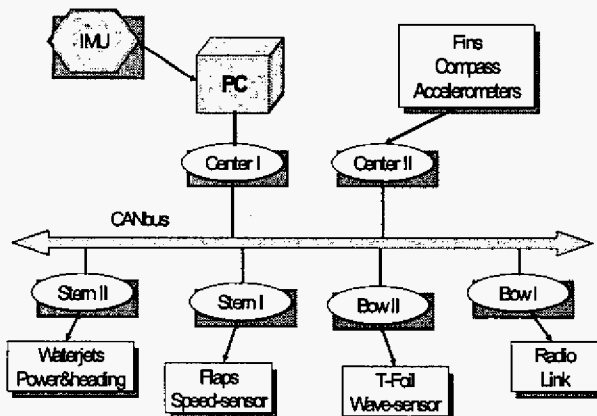 IMU
PC
Fins
Compass
Accelerometers
Center I
Center II
CANbus
Stern II
Stern I
Bow II
Bow I
Waterjets
Power&heading
Flaps
Speed-sensor
T-Foil
Wave-sensor
Radio
Link